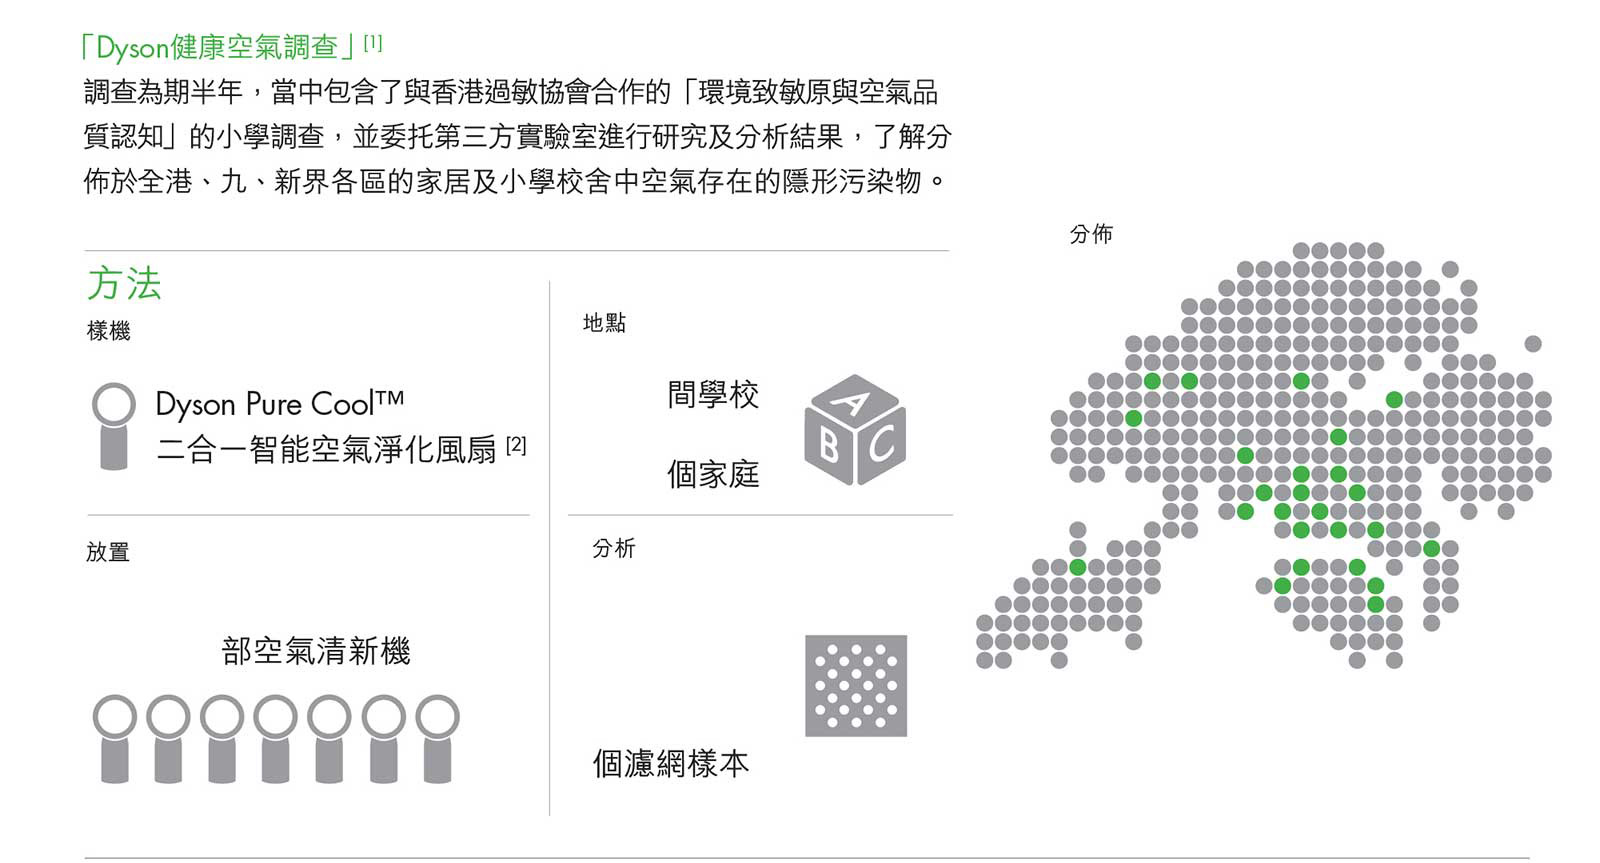 「Dyson健康空氣調查」[1]
調查為期半年，當中包含了與香港過敏協會合作的「環境致敏原與空氣品
質認知」的小學調查，並委托第三方實驗室進行研究及分析結果，了解分
佈於全港、九、新界各區的家居及小學校舍中空氣存在的隱形污染物。
分佈
方法
樣機
Dyson Pure Cool™
二合一智能空氣淨化風扇 [2]
地點
間學校
個家庭
A
B
C
放置
部空氣清新機
分析
個濾網樣本